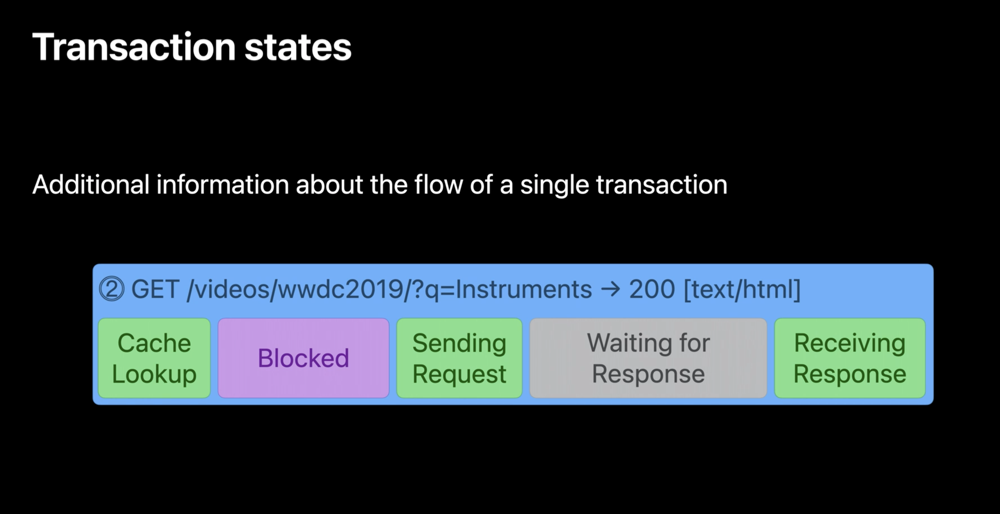 Transaction states
Additional information about the flow of a single transaction
② GET /videos/wwdc2019/?q=Instruments → 200 [text/html]
Cache
Lookup
Blocked
Sending
Request
Waiting for
Response
Receiving
Response